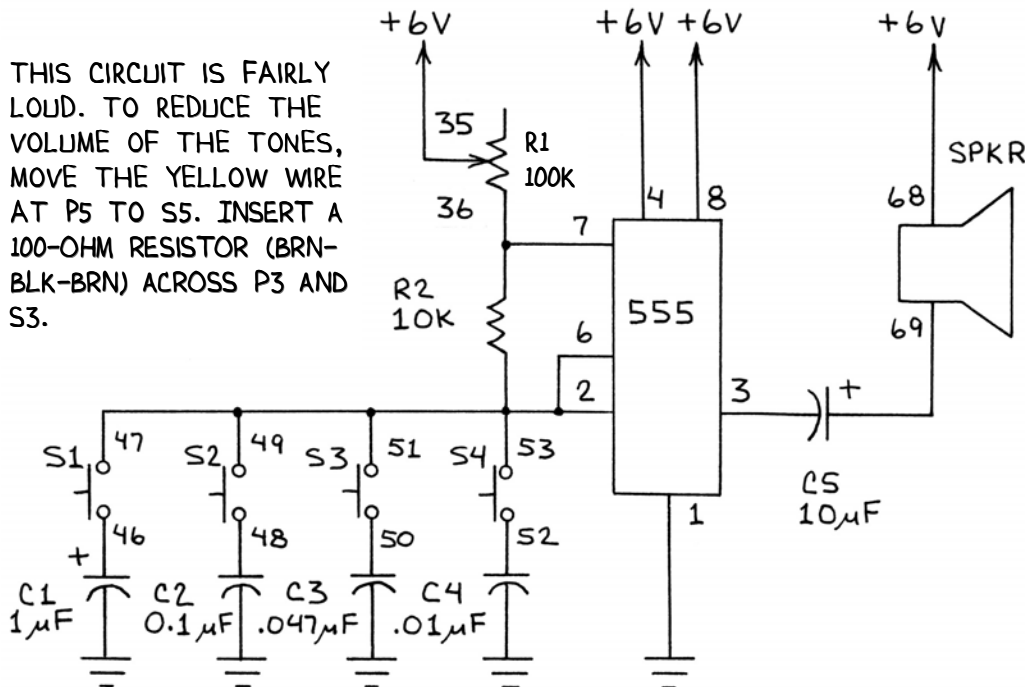 +6V +6V +6V +6V
THIS CIRCUIT IS FAIRLY
LOUD. TO REDUCE THE
VOLUME OF THE TONES,
MOVE THE YELLOW WIRE
AT P5 TO S5. INSERT A
100-OHM RESISTOR (BRN-
BLK-BRN) ACROSS P3 AND
S3.
35
R1
100K
36
7
4
8
SPKR
68
R2
10K
6
555
69
2
3
+
47
49
51
53
S1
S2
S3
S4
C5
10µF
1
46
48
50
52
+
C1
1µF
C2
0.1µF
C3
.047µF
C4
.01µF